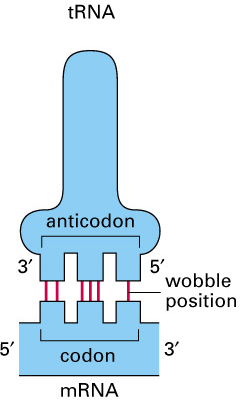 tRNA
anticodon
3′ 5′
wobble
position
5′ 3′
codon
mRNA